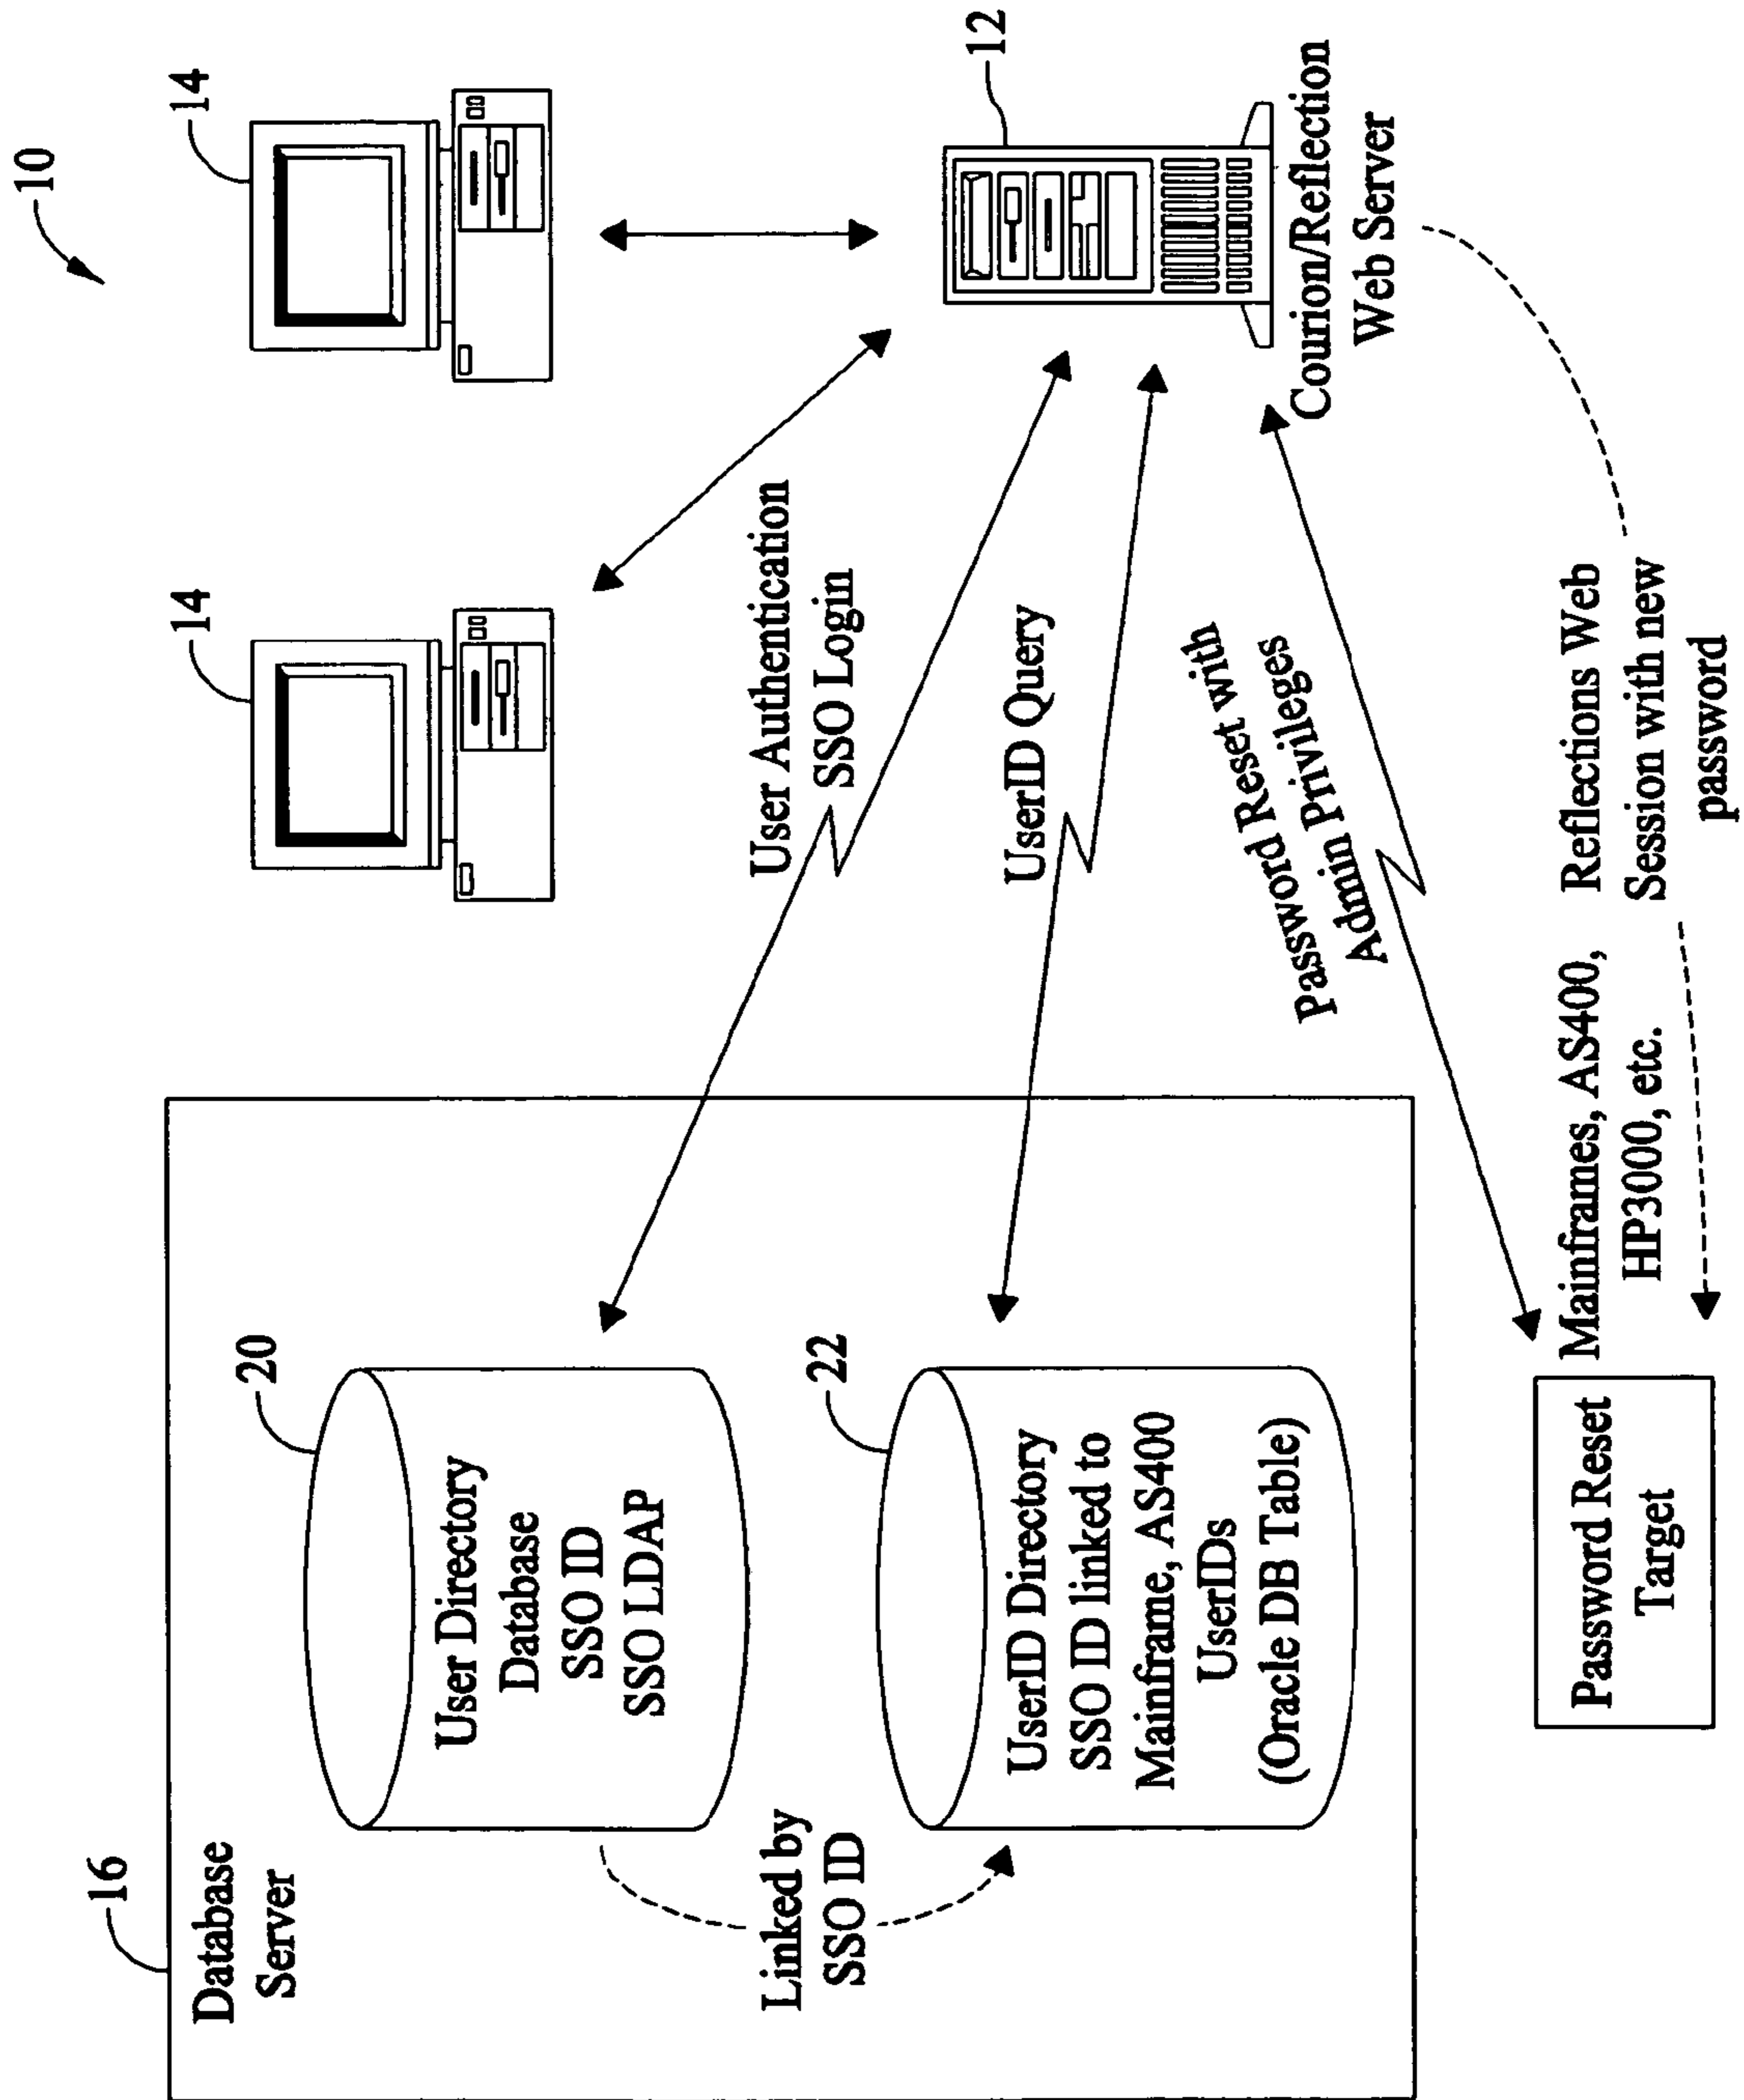 10
14
14
12
Courion/Reflection
Web Server
User Authentication
SSO Login
UserID Query
Password Reset with
Admin Privileges
Reflections Web
Session with new
password
16
Database
Server
20
User Directory
Database
SSO ID
SSO LDAP
Linked by
SSO ID
22
UserID Directory
SSO ID linked to
Mainframe, AS400
UserIDs
(Oracle DB Table)
Password Reset
Target
Mainframes, AS400,
HP3000, etc.